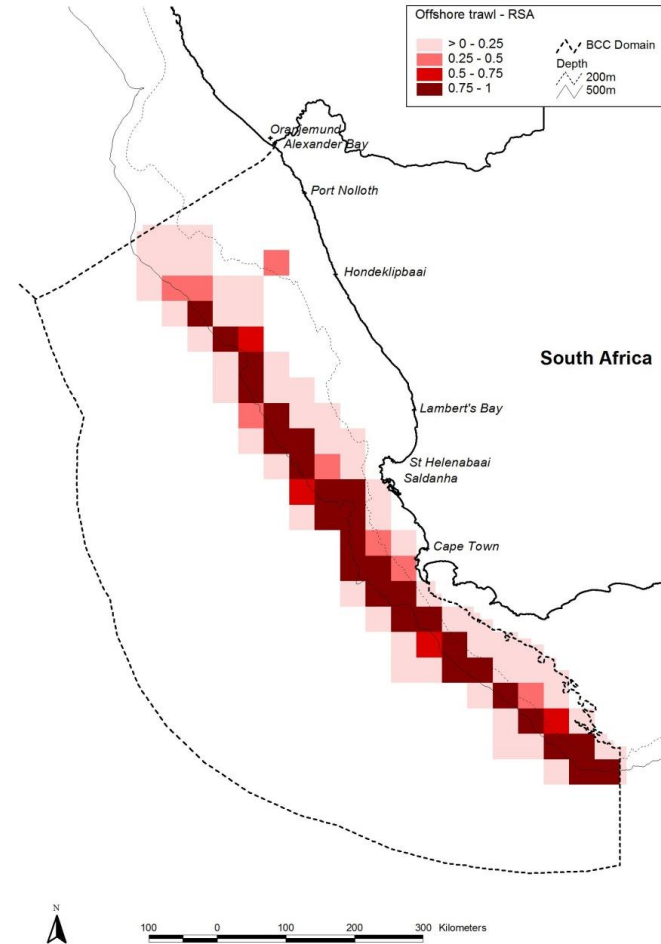 Offshore trawl - RSA
> 0 - 0.25
0.25 - 0.5
0.5 - 0.75
0.75 - 1
BCC Domain
Depth
200m
500m
Oranjemund
Alexander Bay
Port Nolloth
Hondeklipbaai
South Africa
Lambert's Bay
St Helenabaai
Saldanha
Cape Town
N
100 0 100 200 300 Kilometers